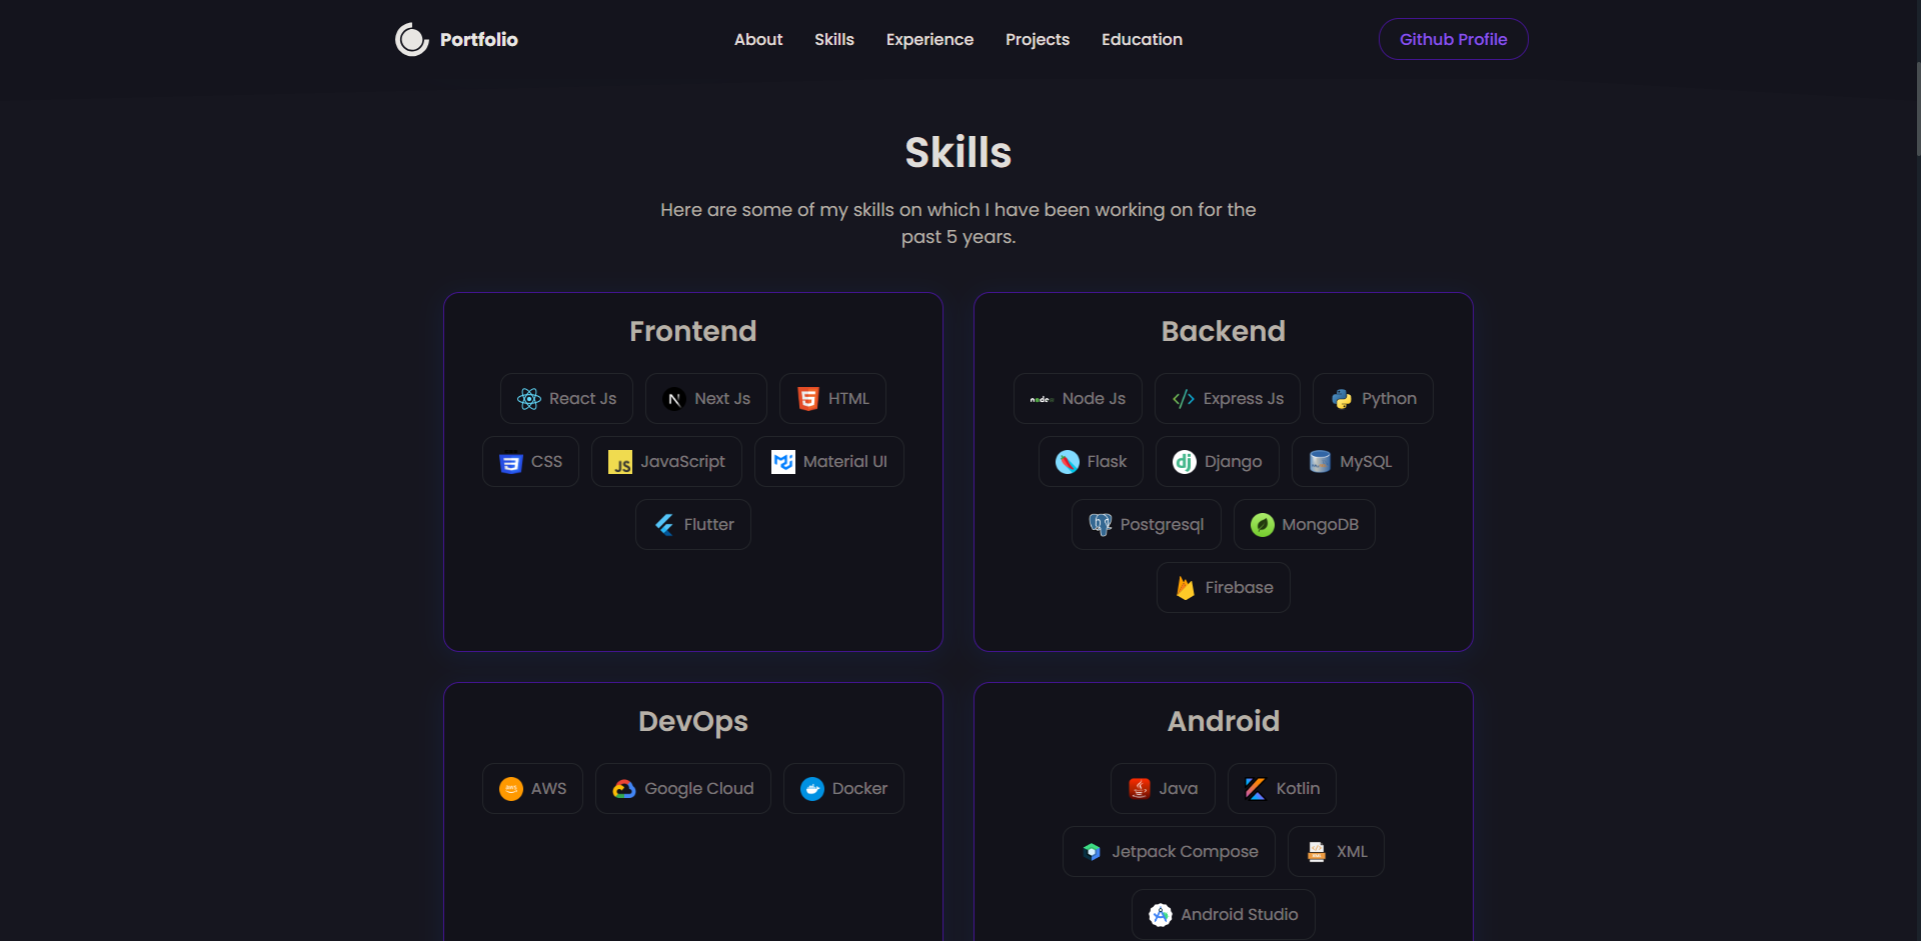 Portfolio
About Skills Experience Projects Education
Github Profile
Skills
Here are some of my skills on which I have been working on for the
past 5 years.
Frontend
React Js Next Js HTML
CSS JavaScript Material UI
Flutter
Backend
Node Js Express Js Python
Flask Django MySQL
Postgresql MongoDB
Firebase
DevOps
AWS Google Cloud Docker
Android
Java Kotlin
Jetpack Compose XML
Android Studio